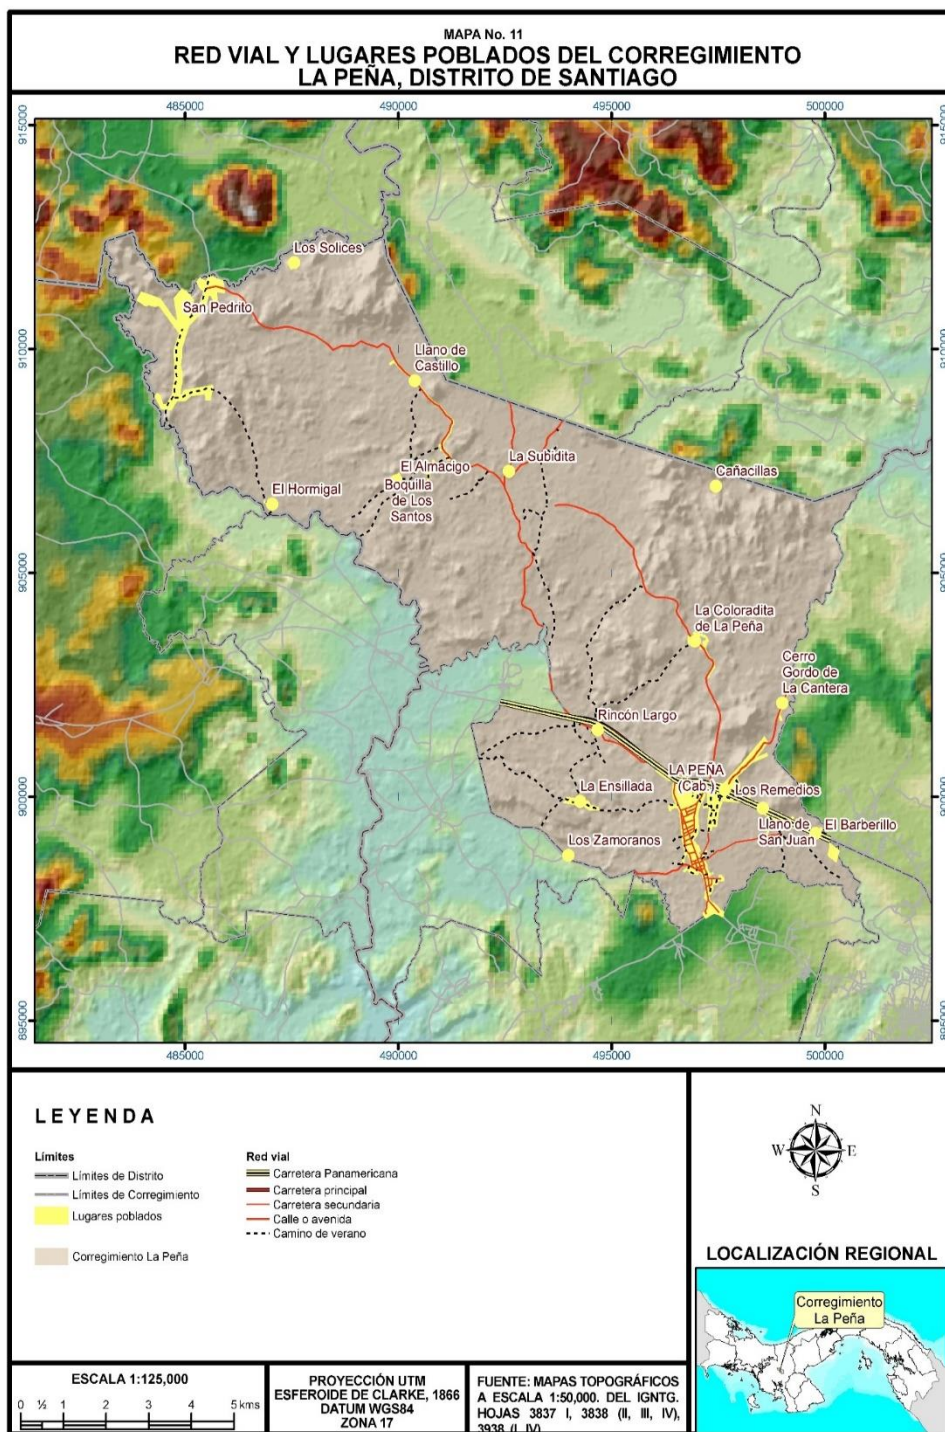 MAPA No. 11
RED VIAL Y LUGARES POBLADOS DEL CORREGIMIENTO
LA PEÑA, DISTRITO DE SANTIAGO
485000
490000
495000
500000
915000
910000
905000
900000
895000
Los Solices
San Pedrito
Llano de
Castillo
El Almacigo
La Subidita
Cañacillas
El Hormigal
Boquilla
de Los
Santos
La Coloradita
de La Peña
Cerro
Gordo de
La Cantera
Rincón Largo
LA PEÑA
(Cab.)
La Ensillada
Los Remedios
Los Zamoranos
Llano de
San Juan
El Barberillo
910000
905000
900000
485000
490000
495000
500000
LEYENDA
Límites
Límites de Distrito
Límites de Corregimiento
Lugares poblados
Corregimiento La Peña
Red vial
Carretera Panamericana
Carretera principal
Carretera secundaria
Calle o avenida
Camino de verano
N
W
E
S
LOCALIZACIÓN REGIONAL
Corregimiento
La Peña
ESCALA 1:125,000
0 ½ 1 2 3 4 5 kms
PROYECCIÓN UTM
ESFEROIDE DE CLARKE, 1866
DATUM WGS84
ZONA 17
FUENTE: MAPAS TOPOGRÁFICOS
A ESCALA 1:50,000. DEL IGNTG.
HOJAS 3837 I, 3838 (II, III, IV),
3938 (I, IV)